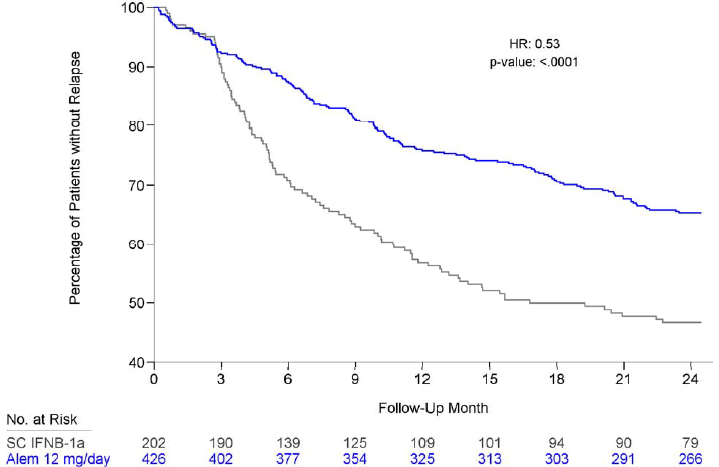 Percentage of Patients without Relapse
100
90
80
70
60
50
40
HR: 0.53
p-value: <.0001
0 3 6 9 12 15 18 21 24
Follow-Up Month
No. at Risk
SC IFNB-1a 202 190 139 125 109 101 94 90 79
Alem 12 mg/day 426 402 377 354 325 313 303 291 266